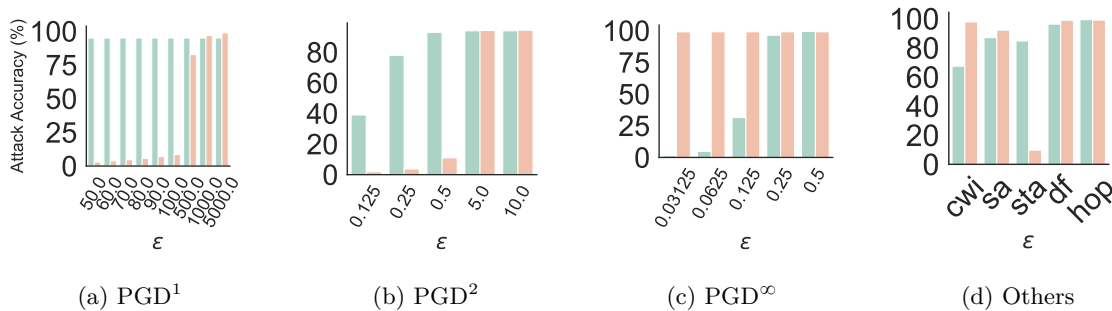 Attack Accuracy (%)
100
75
50
25
0
50.0
60.0
70.0
80.0
90.0
100.0
500.0
1000.0
5000.0
ε
(a) PGD¹
80
60
40
20
0
0.125
0.25
0.5
5.0
10.0
ε
(b) PGD²
100
75
50
25
0
0.03125
0.0625
0.125
0.25
0.5
ε
(c) PGD∞
100
80
60
40
20
0
cwi
sa
sta
df
hop
ε
(d) Others